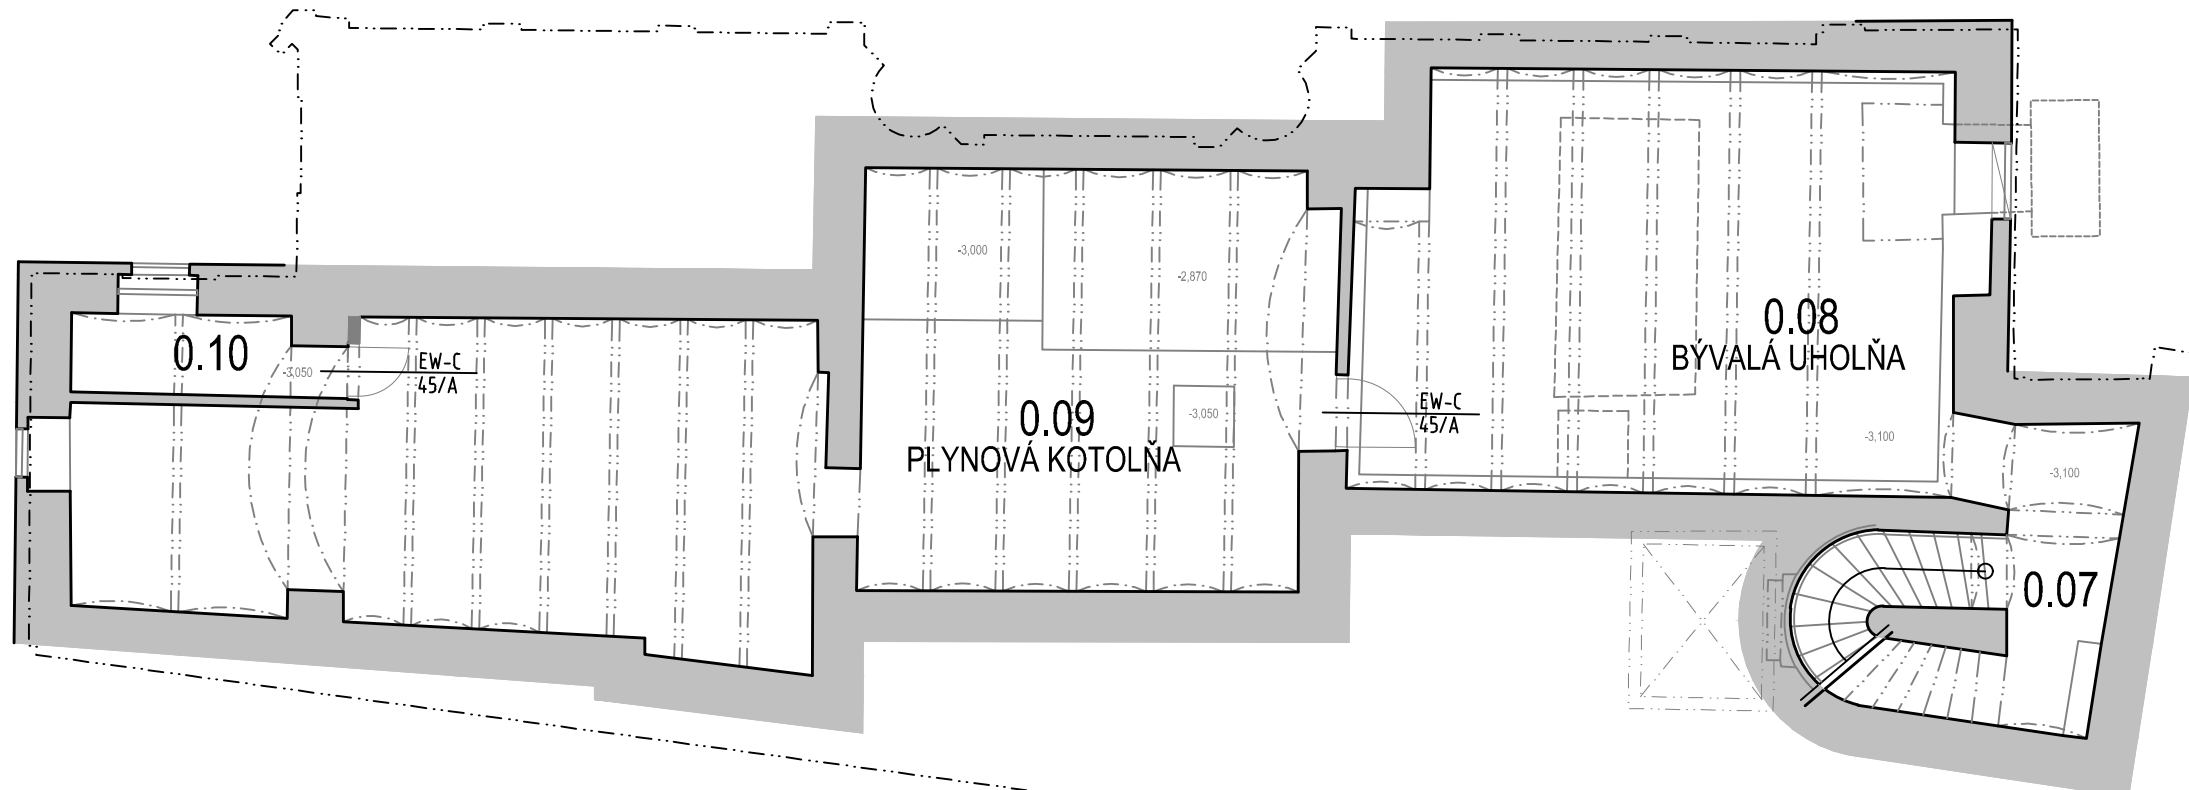 -3,000
-2,870
0.08
BÝVALÁ UHOĽŇA
0.10
-3,050
EW-C
45/A
0.09
PLYNOVÁ KOTOLŇA
-3,050
EW-C
45/A
-3,100
-3,100
0.07